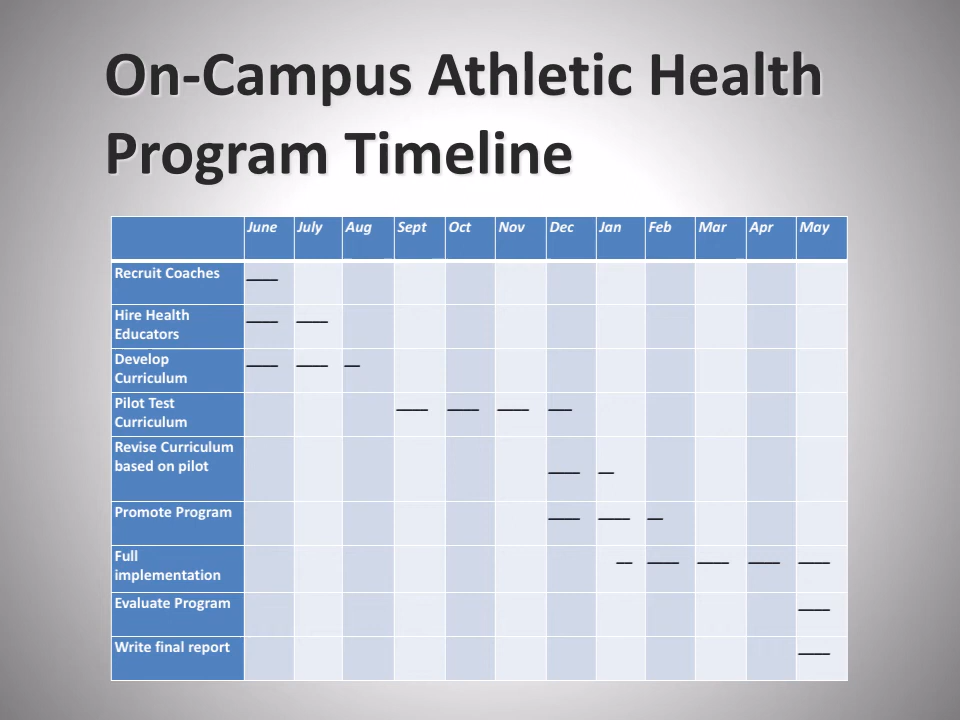 On-Campus Athletic Health
Program Timeline
June July Aug Sept Oct Nov Dec Jan Feb Mar Apr May
Recruit Coaches
Hire Health
Educators
Develop
Curriculum
Pilot Test
Curriculum
Revise Curriculum
based on pilot
Promote Program
Full
implementation
Evaluate Program
Write final report